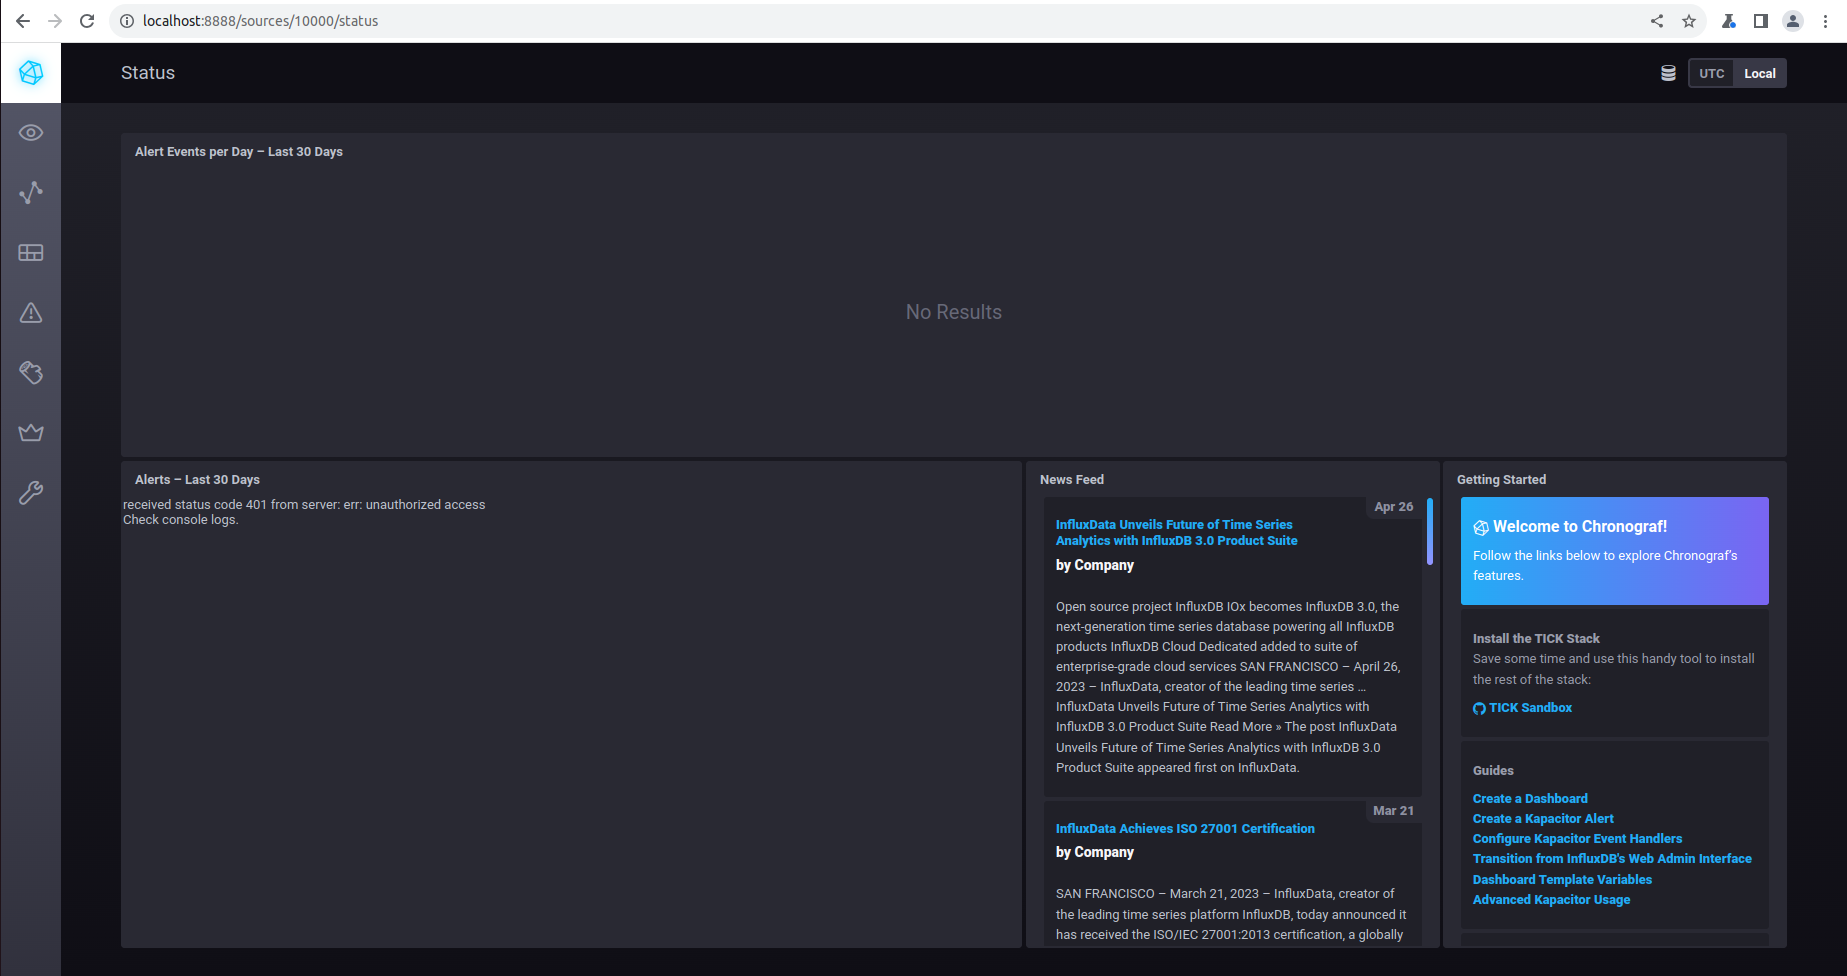 localhost:8888/sources/10000/status
Status
UTC
Local
Alert Events per Day – Last 30 Days
No Results
Alerts – Last 30 Days
received status code 401 from server: err: unauthorized access
Check console logs.
News Feed
Apr 26
InfluxData Unveils Future of Time Series
Analytics with InfluxDB 3.0 Product Suite
by Company
Open source project InfluxDB IOx becomes InfluxDB 3.0, the
next-generation time series database powering all InfluxDB
products InfluxDB Cloud Dedicated added to suite of
enterprise-grade cloud services SAN FRANCISCO – April 26,
2023 – InfluxData, creator of the leading time series ...
InfluxData Unveils Future of Time Series Analytics with
InfluxDB 3.0 Product Suite Read More » The post InfluxData
Unveils Future of Time Series Analytics with InfluxDB 3.0
Product Suite appeared first on InfluxData.
Mar 21
InfluxData Achieves ISO 27001 Certification
by Company
SAN FRANCISCO – March 21, 2023 – InfluxData, creator of
the leading time series platform InfluxDB, today announced it
has received the ISO/IEC 27001:2013 certification, a globally
Getting Started
Welcome to Chronograf!
Follow the links below to explore Chronograf's
features.
Install the TICK Stack
Save some time and use this handy tool to install
the rest of the stack:
TICK Sandbox
Guides
Create a Dashboard
Create a Kapacitor Alert
Configure Kapacitor Event Handlers
Transition from InfluxDB's Web Admin Interface
Dashboard Template Variables
Advanced Kapacitor Usage